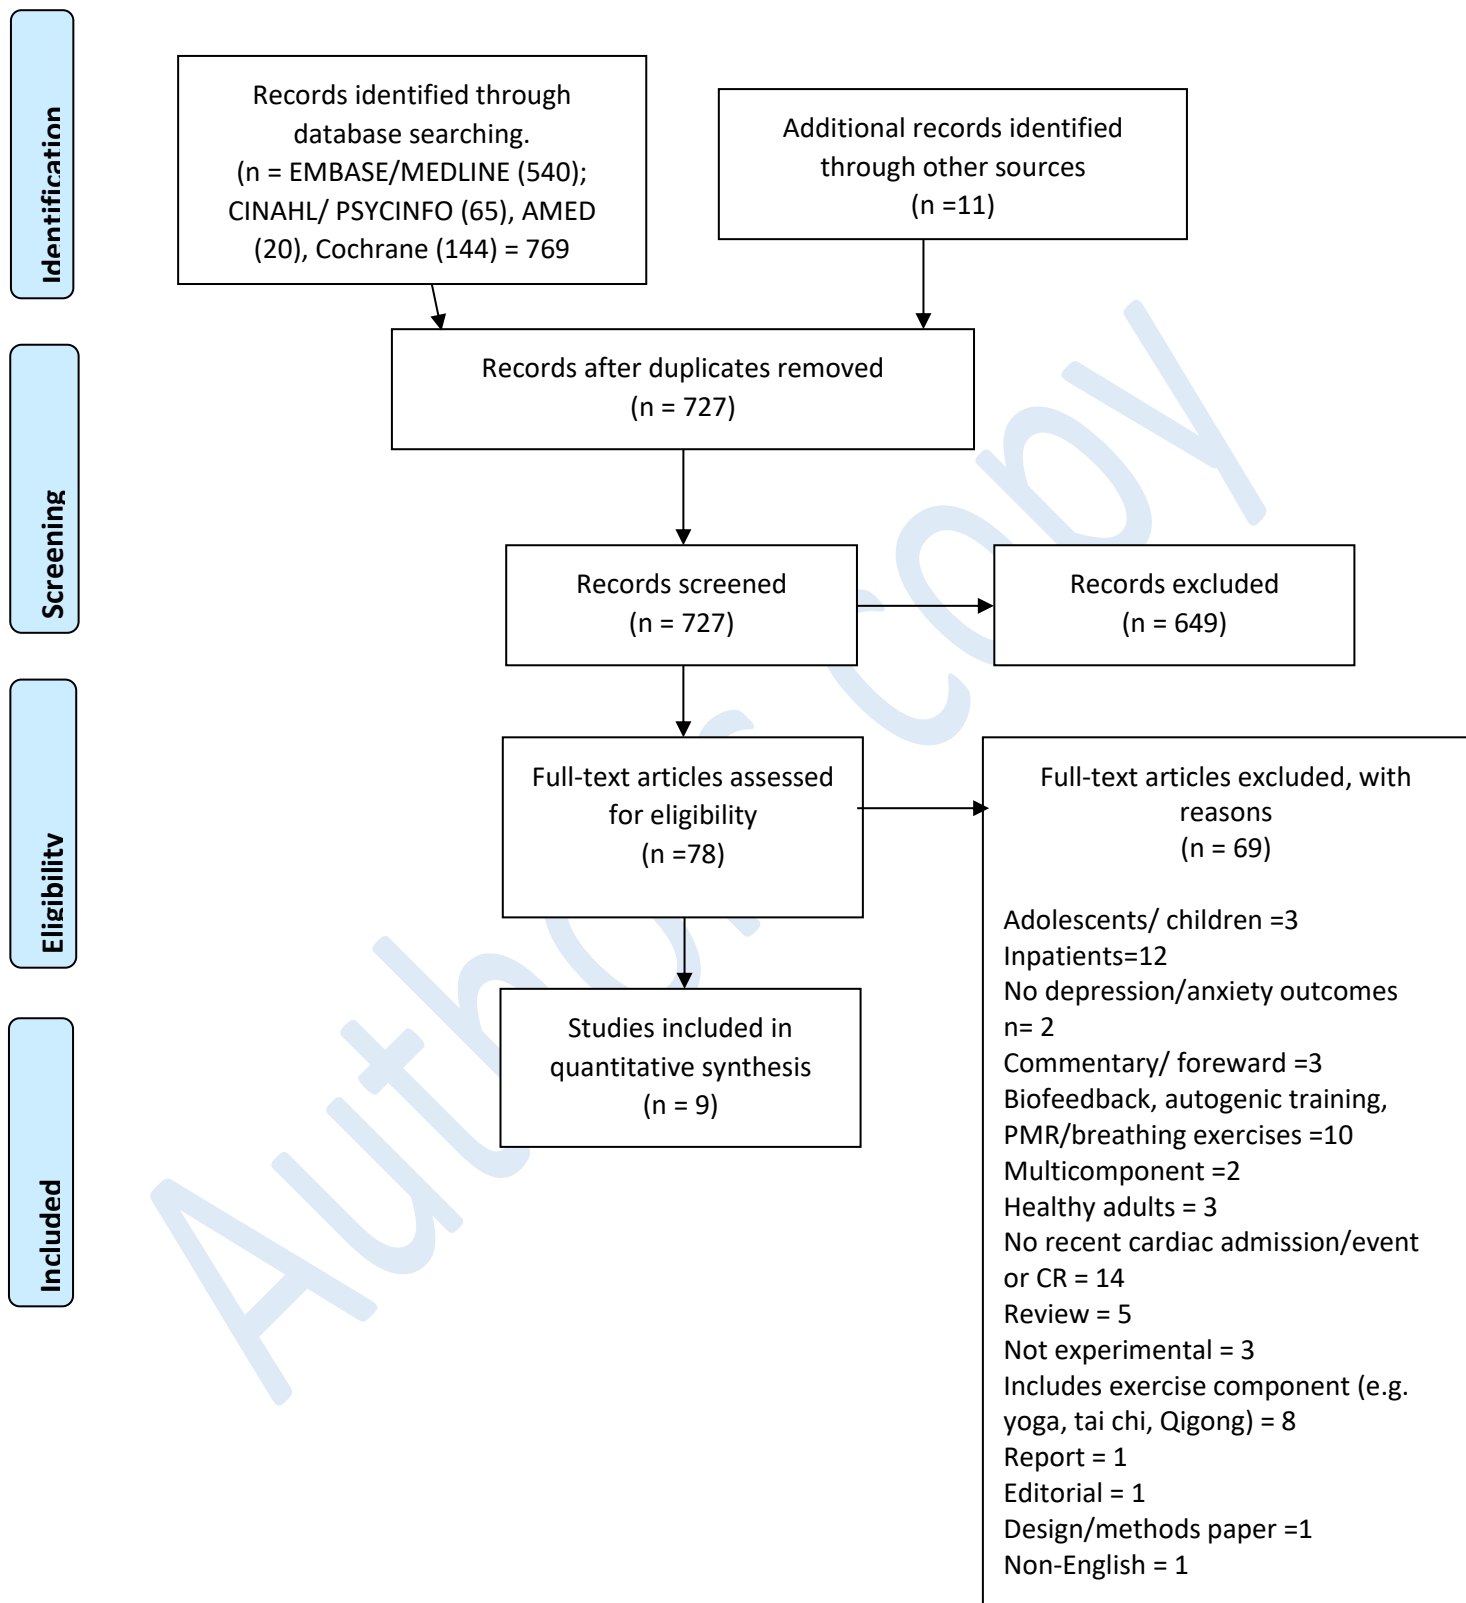 Identification
Records identified through
database searching.
(n = EMBASE/MEDLINE (540);
CINAHL/ PSYCINFO (65), AMED
(20), Cochrane (144) = 769
Additional records identified
through other sources
(n =11)
Records after duplicates removed
(n = 727)
Screening
Records screened
(n = 727)
Records excluded
(n = 649)
Eligibility
Full-text articles assessed
for eligibility
(n =78)
Full-text articles excluded, with
reasons
(n = 69)
Adolescents/ children =3
Inpatients=12
No depression/anxiety outcomes
n= 2
Commentary/ foreward =3
Biofeedback, autogenic training,
PMR/breathing exercises =10
Multicomponent =2
Healthy adults = 3
No recent cardiac admission/event
or CR = 14
Review = 5
Not experimental = 3
Includes exercise component (e.g.
yoga, tai chi, Qigong) = 8
Report = 1
Editorial = 1
Design/methods paper =1
Non-English = 1
Included
Studies included in
quantitative synthesis
(n = 9)
Author copy